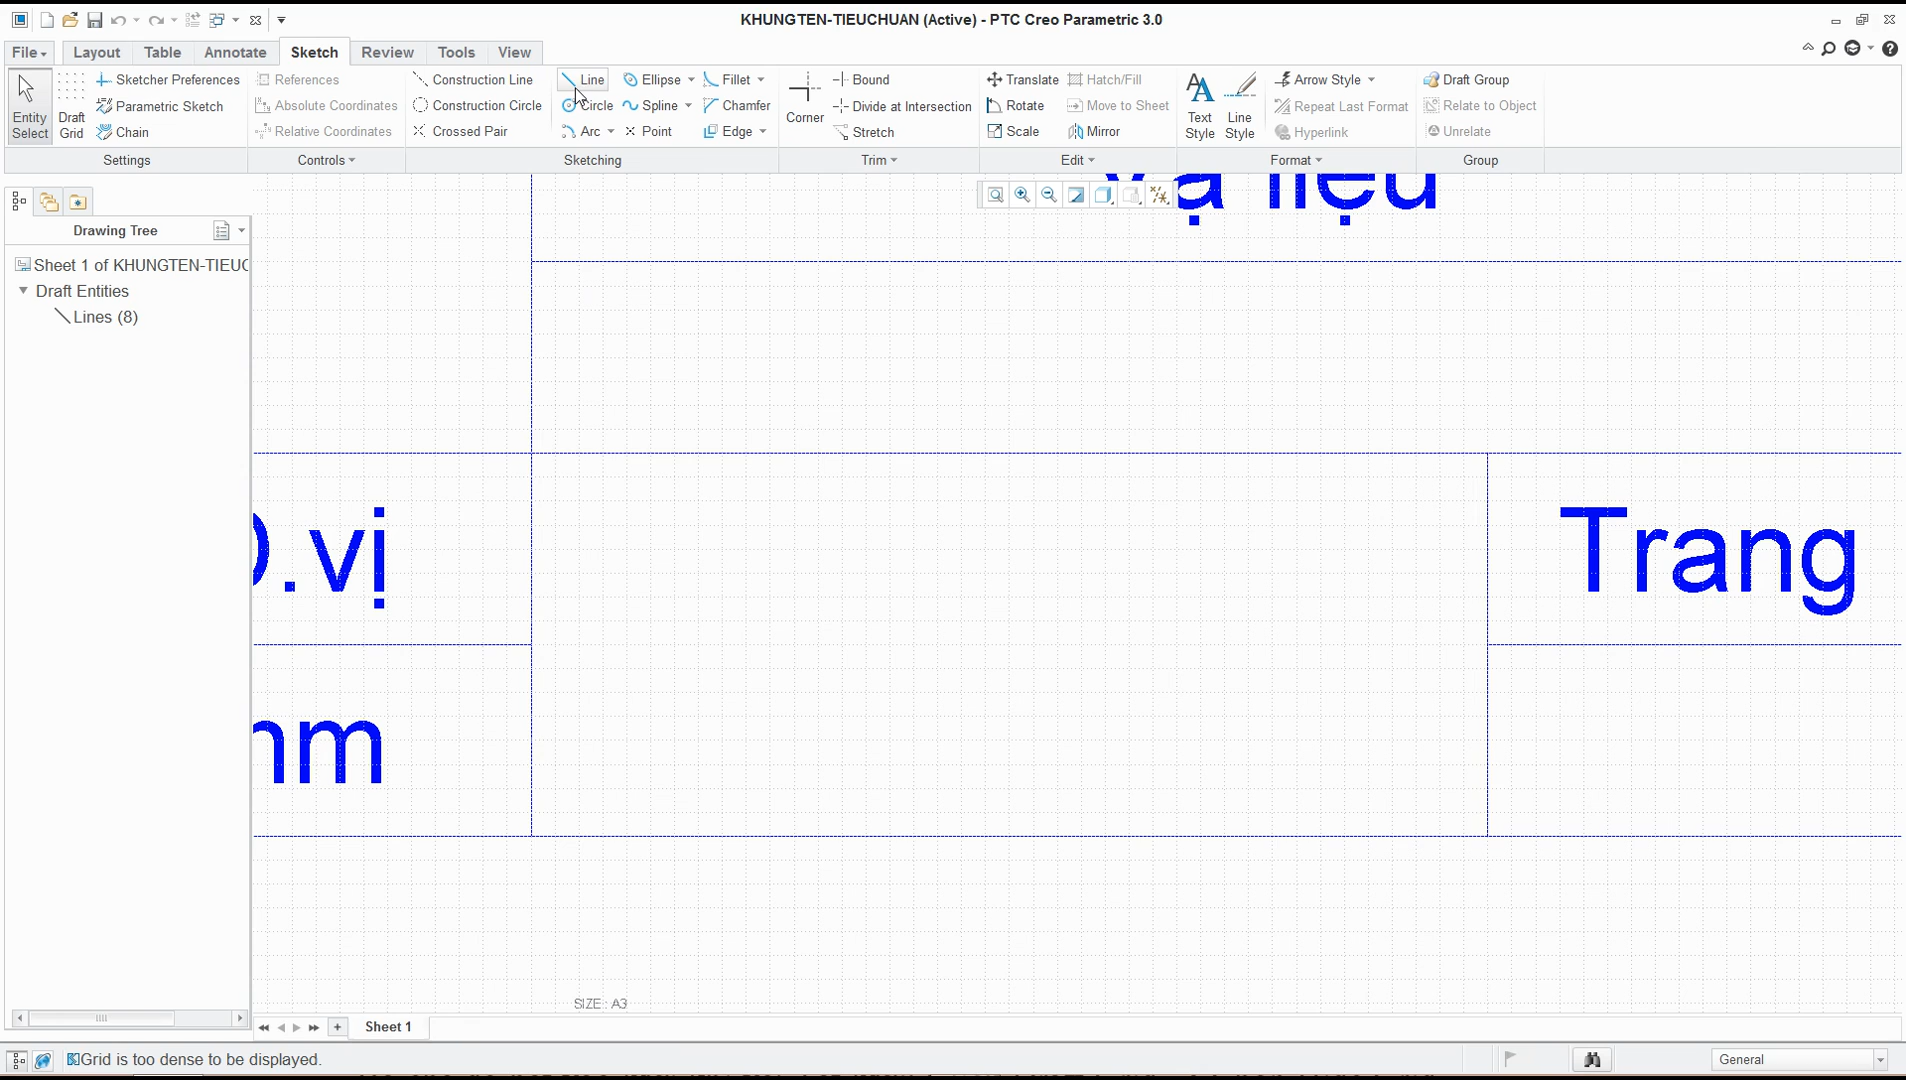 KHUNGTEN-TIEUCHUAN (Active) - PTC Creo Parametric 3.0
File Layout Table Annotate Sketch Review Tools View
Sketcher Preferences References Construction Line Line Ellipse Fillet Bound Translate Hatch/Fill Arrow Style Draft Group
Parametric Sketch Absolute Coordinates Construction Circle Circle Spline Chamfer Divide at Intersection Rotate Move to Sheet Repeat Last Format Relate to Object
Chain Relative Coordinates Crossed Pair Arc Point Edge Stretch Scale Mirror Hyperlink Unrelate
Entity Select Draft Grid Corner Text Style Line Style
Settings Controls Sketching Trim Edit Format Group
Drawing Tree
Sheet 1 of KHUNGTEN-TIEU
Draft Entities
Lines (8)
.vị
Trang
SIZE : A3
Sheet 1
Grid is too dense to be displayed.
General